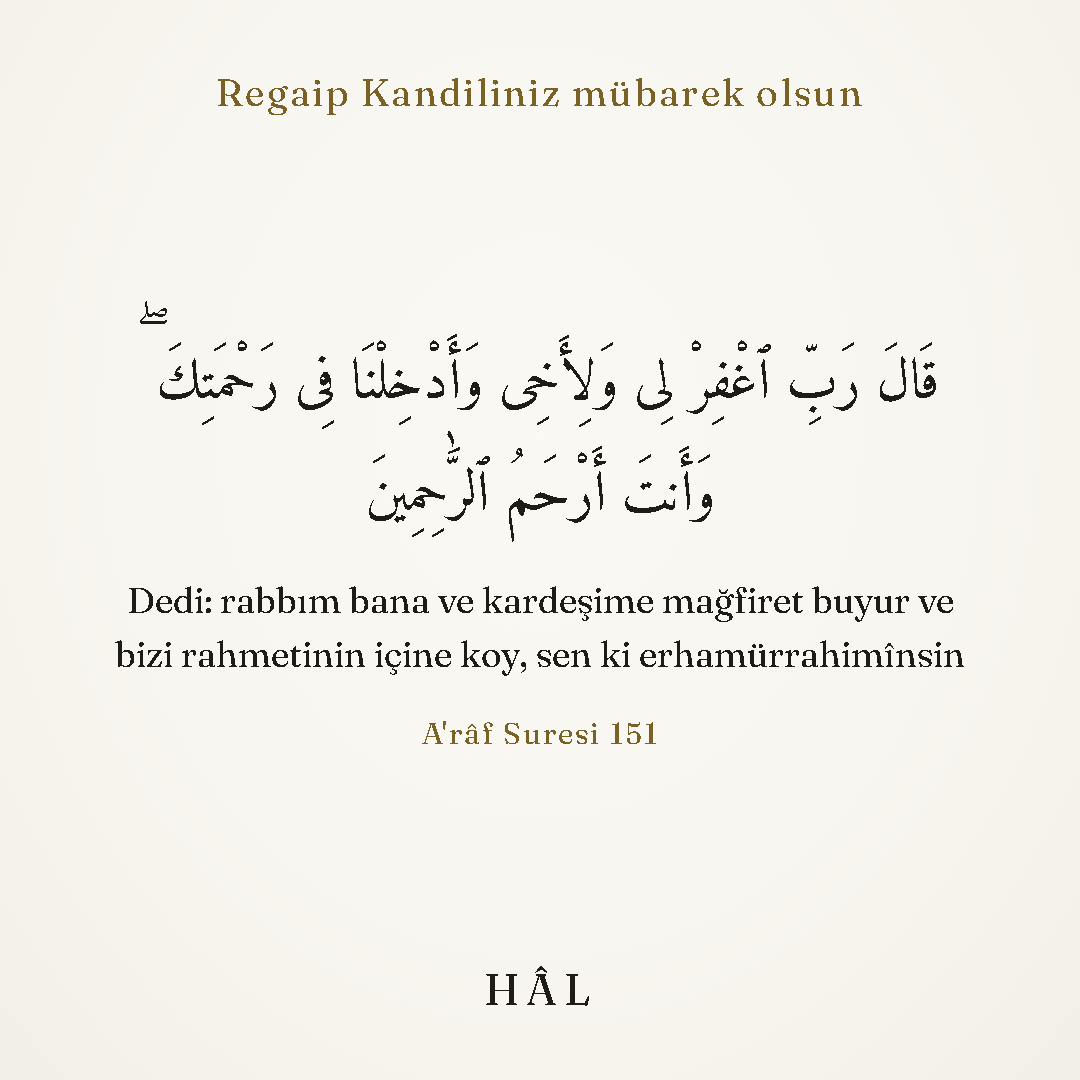 Regaip Kandiliniz mübarek olsun
قَالَ رَبِّ ٱغْفِرْ لِى وَلِأَخِى وَأَدْخِلْنَا فِى رَحْمَتِكَ ۖ
وَأَنتَ أَرْحَمُ ٱلرَّٰحِمِينَ
Dedi: rabbım bana ve kardeşime mağfiret buyur ve
bizi rahmetinin içine koy, sen ki erhamürrahimînsin
A'râf Suresi 151
HÂL